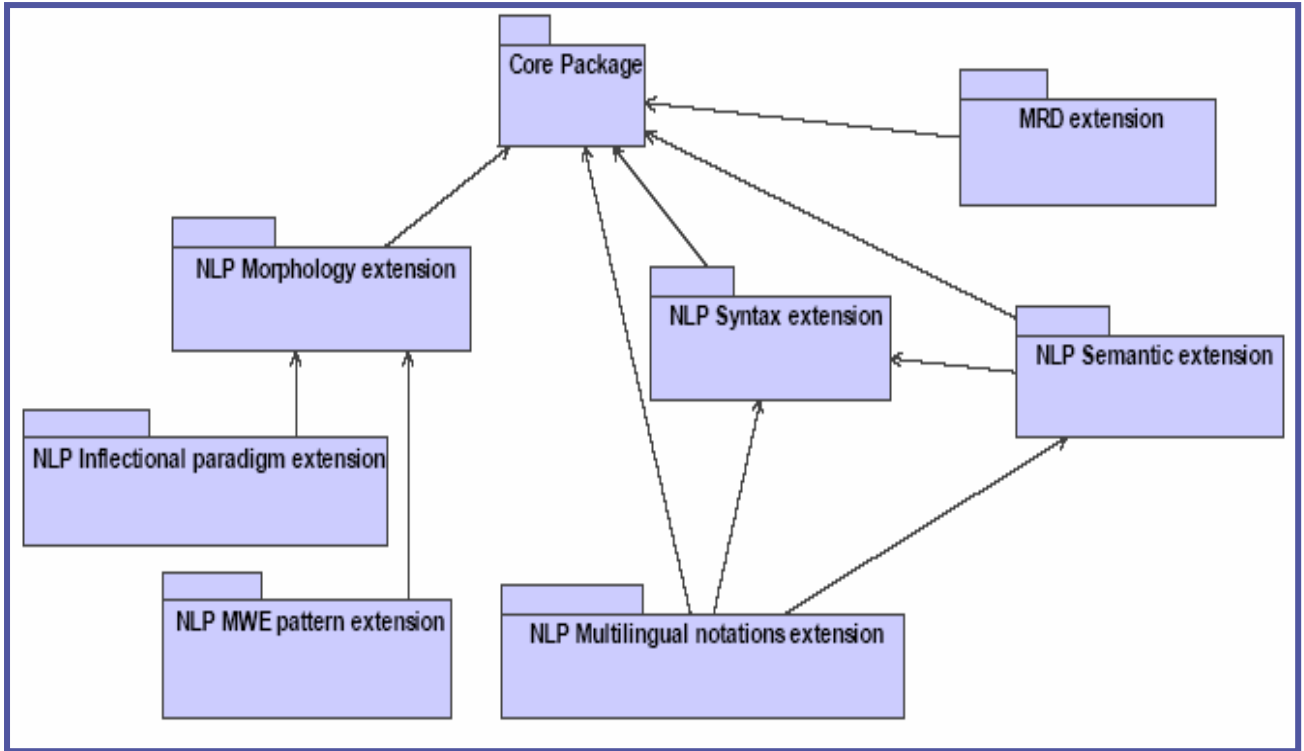 Core Package
MRD extension
NLP Morphology extension
NLP Syntax extension
NLP Semantic extension
NLP Inflectional paradigm extension
NLP MWE pattern extension
NLP Multilingual notations extension